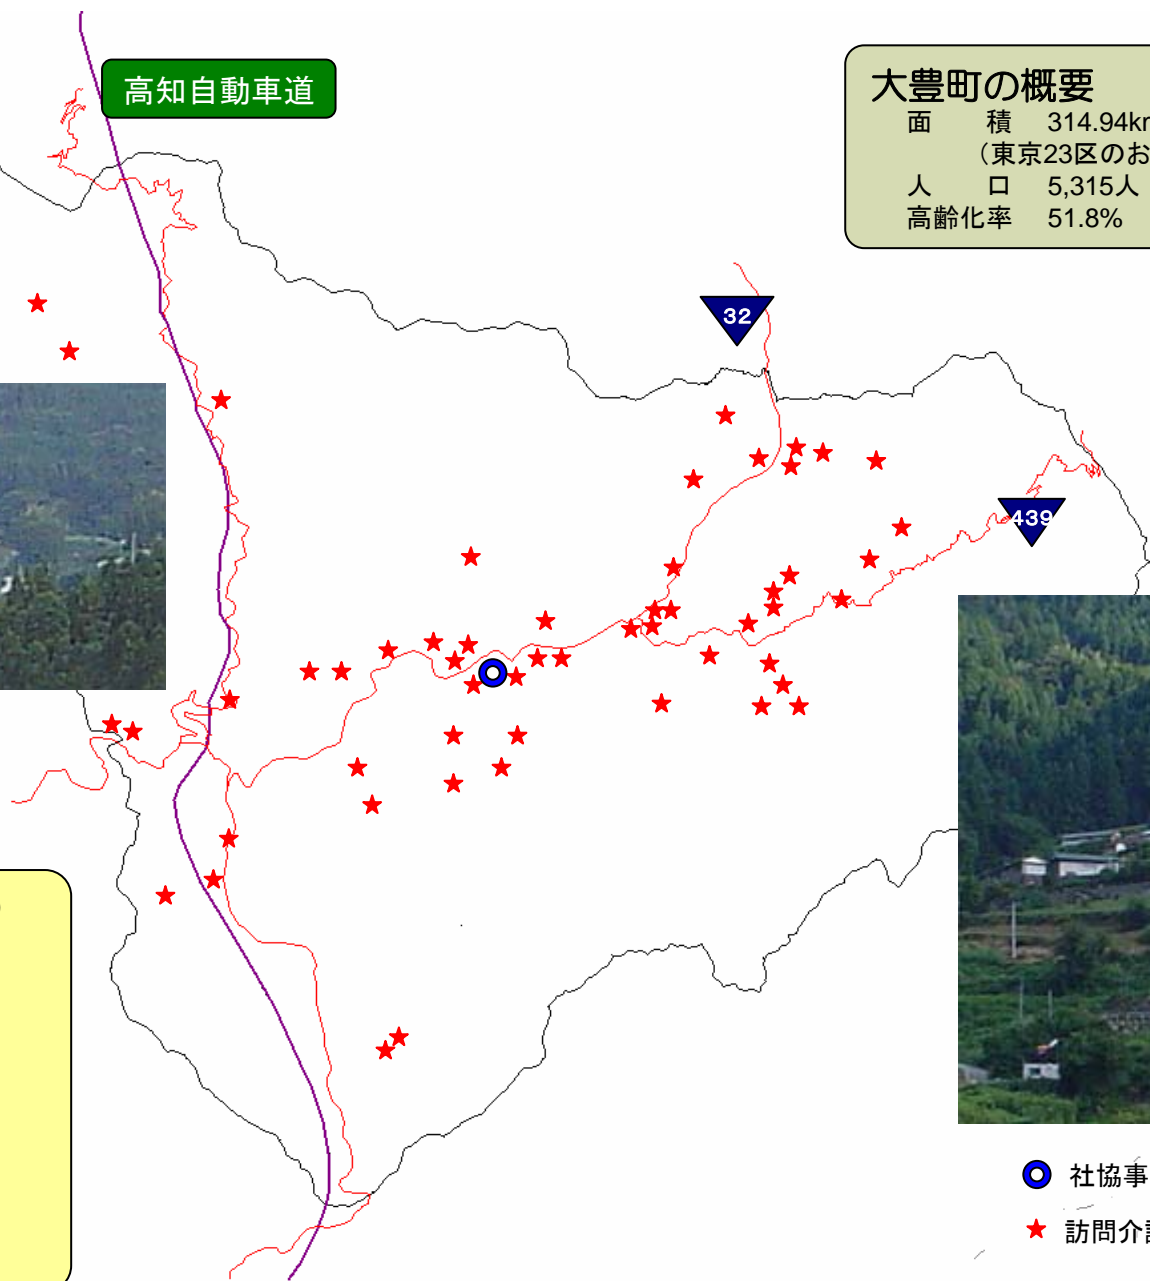 高知自動車道
大豊町の概要
面　　積　314.94k
（東京23区のお
人　　口　5,315人
高齢化率　51.8%
32
439
社協事
訪問介